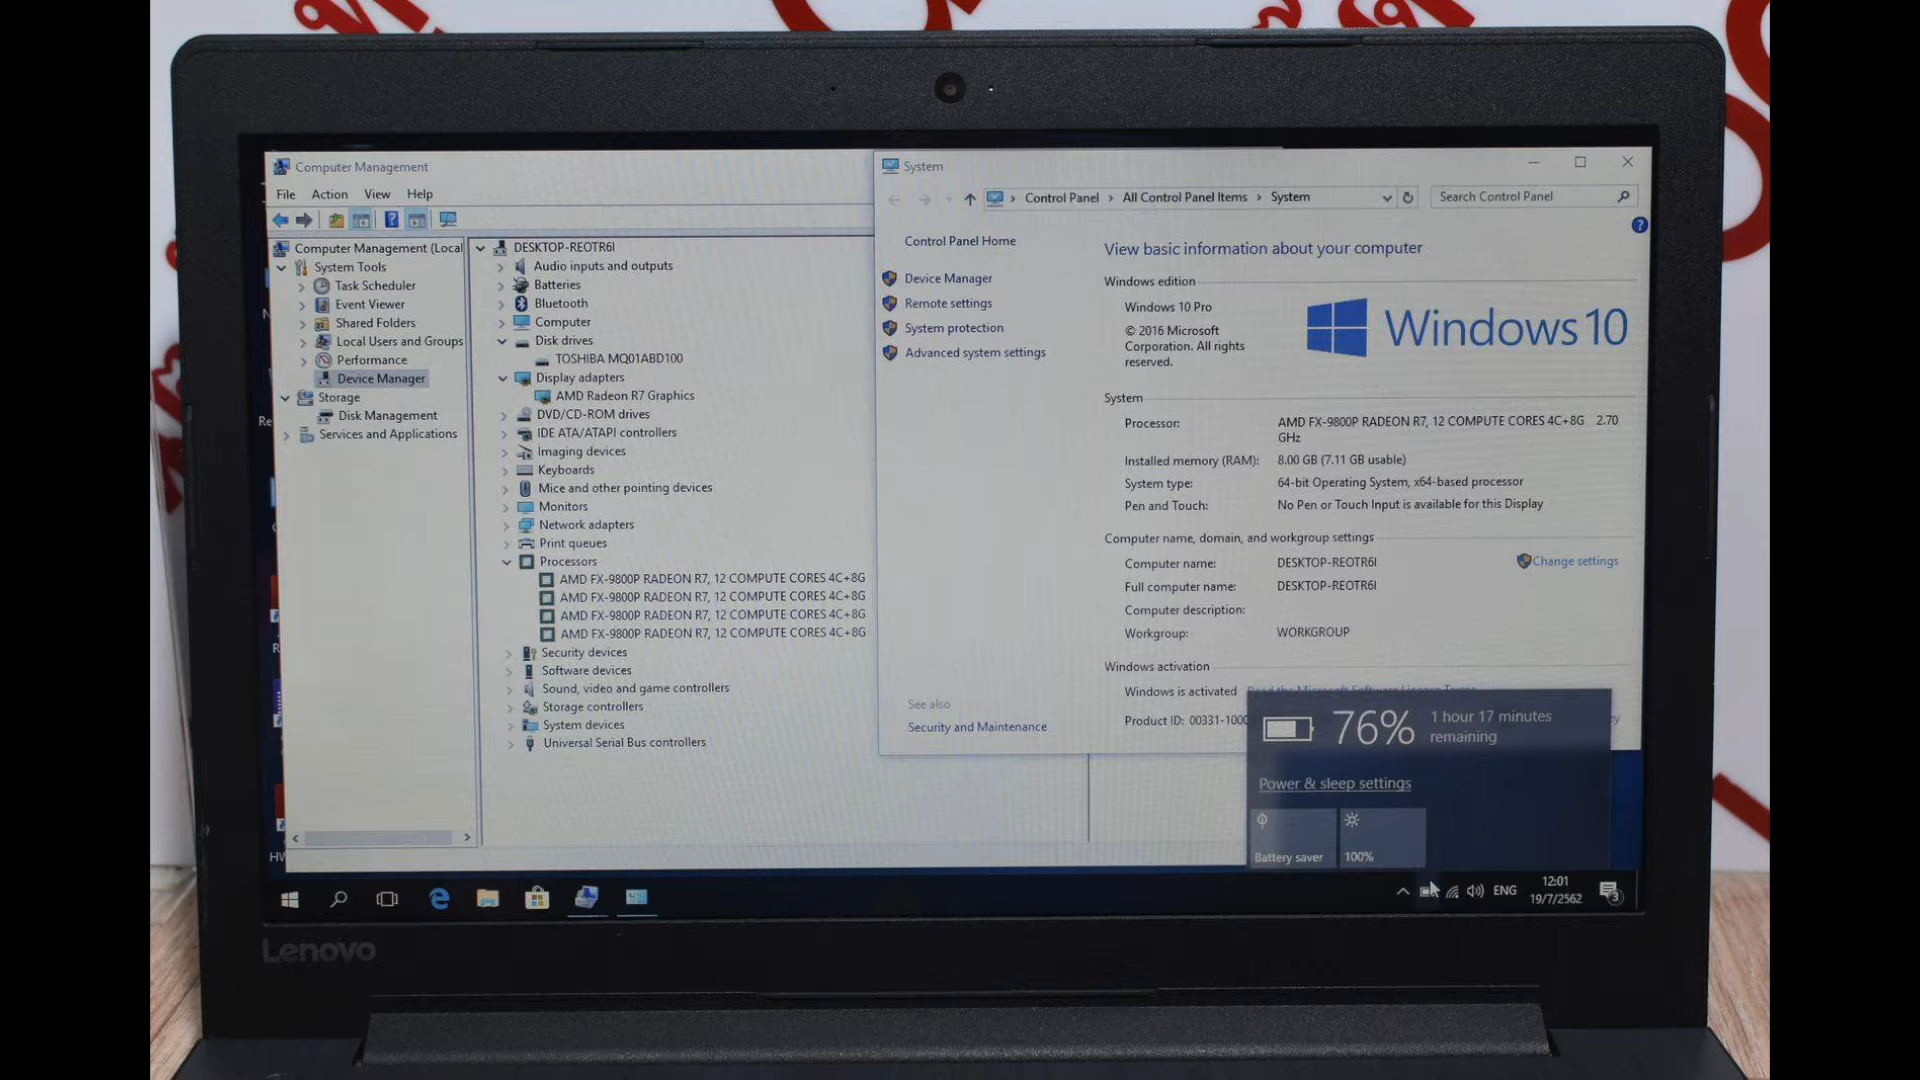 Computer Management
File Action View Help
Computer Management (Local
System Tools
Task Scheduler
Event Viewer
Shared Folders
Local Users and Groups
Performance
Device Manager
Storage
Disk Management
Services and Applications
DESKTOP-REOTR6I
Audio inputs and outputs
Batteries
Bluetooth
Computer
Disk drives
TOSHIBA MQ01ABD100
Display adapters
AMD Radeon R7 Graphics
DVD/CD-ROM drives
IDE ATA/ATAPI controllers
Imaging devices
Keyboards
Mice and other pointing devices
Monitors
Network adapters
Print queues
Processors
AMD FX-9800P RADEON R7, 12 COMPUTE CORES 4C+8G
AMD FX-9800P RADEON R7, 12 COMPUTE CORES 4C+8G
AMD FX-9800P RADEON R7, 12 COMPUTE CORES 4C+8G
AMD FX-9800P RADEON R7, 12 COMPUTE CORES 4C+8G
Security devices
Software devices
Sound, video and game controllers
Storage controllers
System devices
Universal Serial Bus controllers
System
Control Panel > All Control Panel Items > System
Search Control Panel
Control Panel Home
Device Manager
Remote settings
System protection
Advanced system settings
See also
Security and Maintenance
View basic information about your computer
Windows edition
Windows 10 Pro
© 2016 Microsoft
Corporation. All rights
reserved.
Windows 10
System
Processor: AMD FX-9800P RADEON R7, 12 COMPUTE CORES 4C+8G 2.70
GHz
Installed memory (RAM): 8.00 GB (7.11 GB usable)
System type: 64-bit Operating System, x64-based processor
Pen and Touch: No Pen or Touch Input is available for this Display
Computer name, domain, and workgroup settings
Computer name: DESKTOP-REOTR6I
Change settings
Full computer name: DESKTOP-REOTR6I
Computer description:
Workgroup: WORKGROUP
Windows activation
Windows is activated Read the Microsoft Software License Terms
Product ID: 00331-1000
76%
1 hour 17 minutes
remaining
Power & sleep settings
Battery saver
100%
ENG
12:01
19/7/2562
3
Lenovo